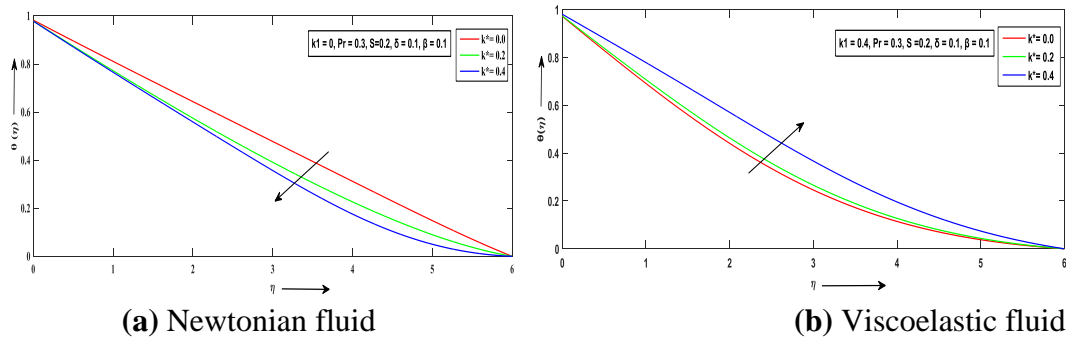 1
0.8
0.6
0.4
0.2
0
θ (η)
k1 = 0, Pr = 0.3, S=0.2, δ = 0.1, β = 0.1
k*= 0.0
k*= 0.2
k*= 0.4
0 1 2 3 4 5 6
η
(a) Newtonian fluid
1
0.8
0.6
0.4
0.2
0
θ(η)
k1 = 0.4, Pr = 0.3, S=0.2, δ = 0.1, β = 0.1
k*= 0.0
k*= 0.2
k*= 0.4
0 1 2 3 4 5 6
η
(b) Viscoelastic fluid